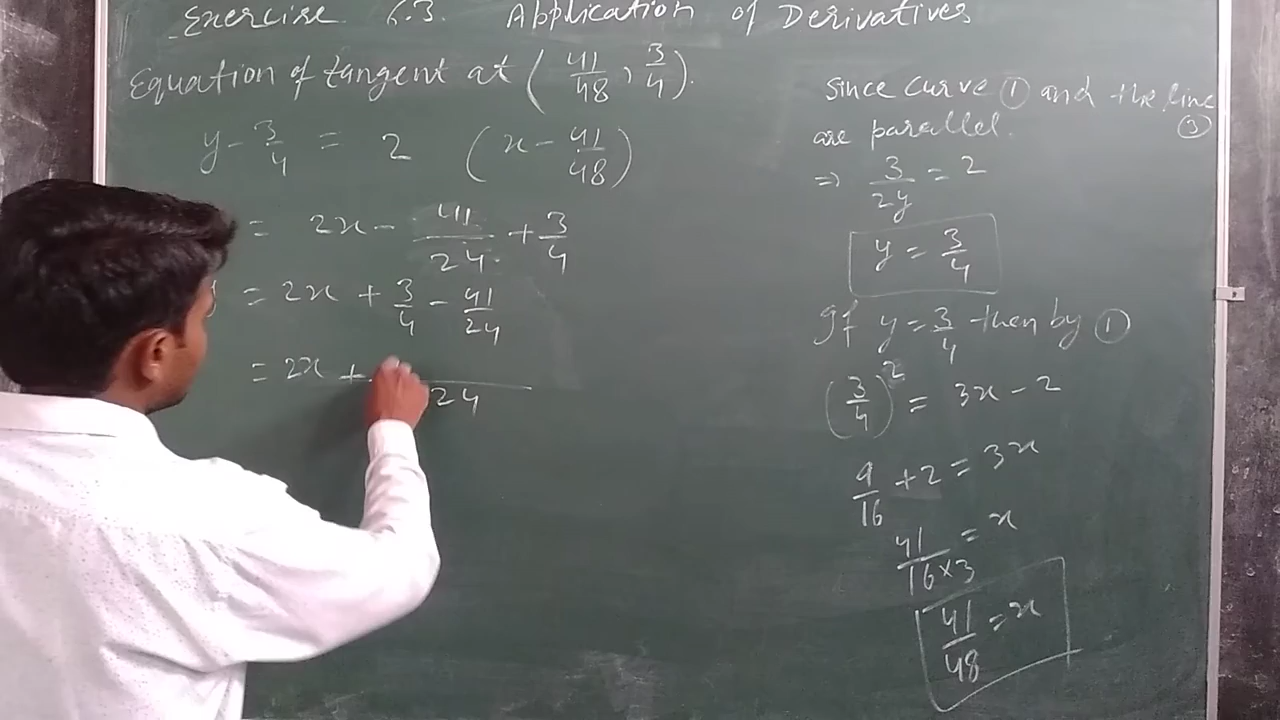 Exercise 6.3. Application of Derivatives
Equation of tangent at (41/48, 3/4).
y - 3/4 = 2 (x - 41/48)
= 2x - 41/24 + 3/4
= 2x + 3/4 - 41/24
= 2x + /24
Since curve ① and the line ③
are parallel.
⇒ 3/2y = 2
y = 3/4
If y = 3/4 then by ①
(3/4)² = 3x - 2
9/16 + 2 = 3x
41/16×3 = x
41/48 = x